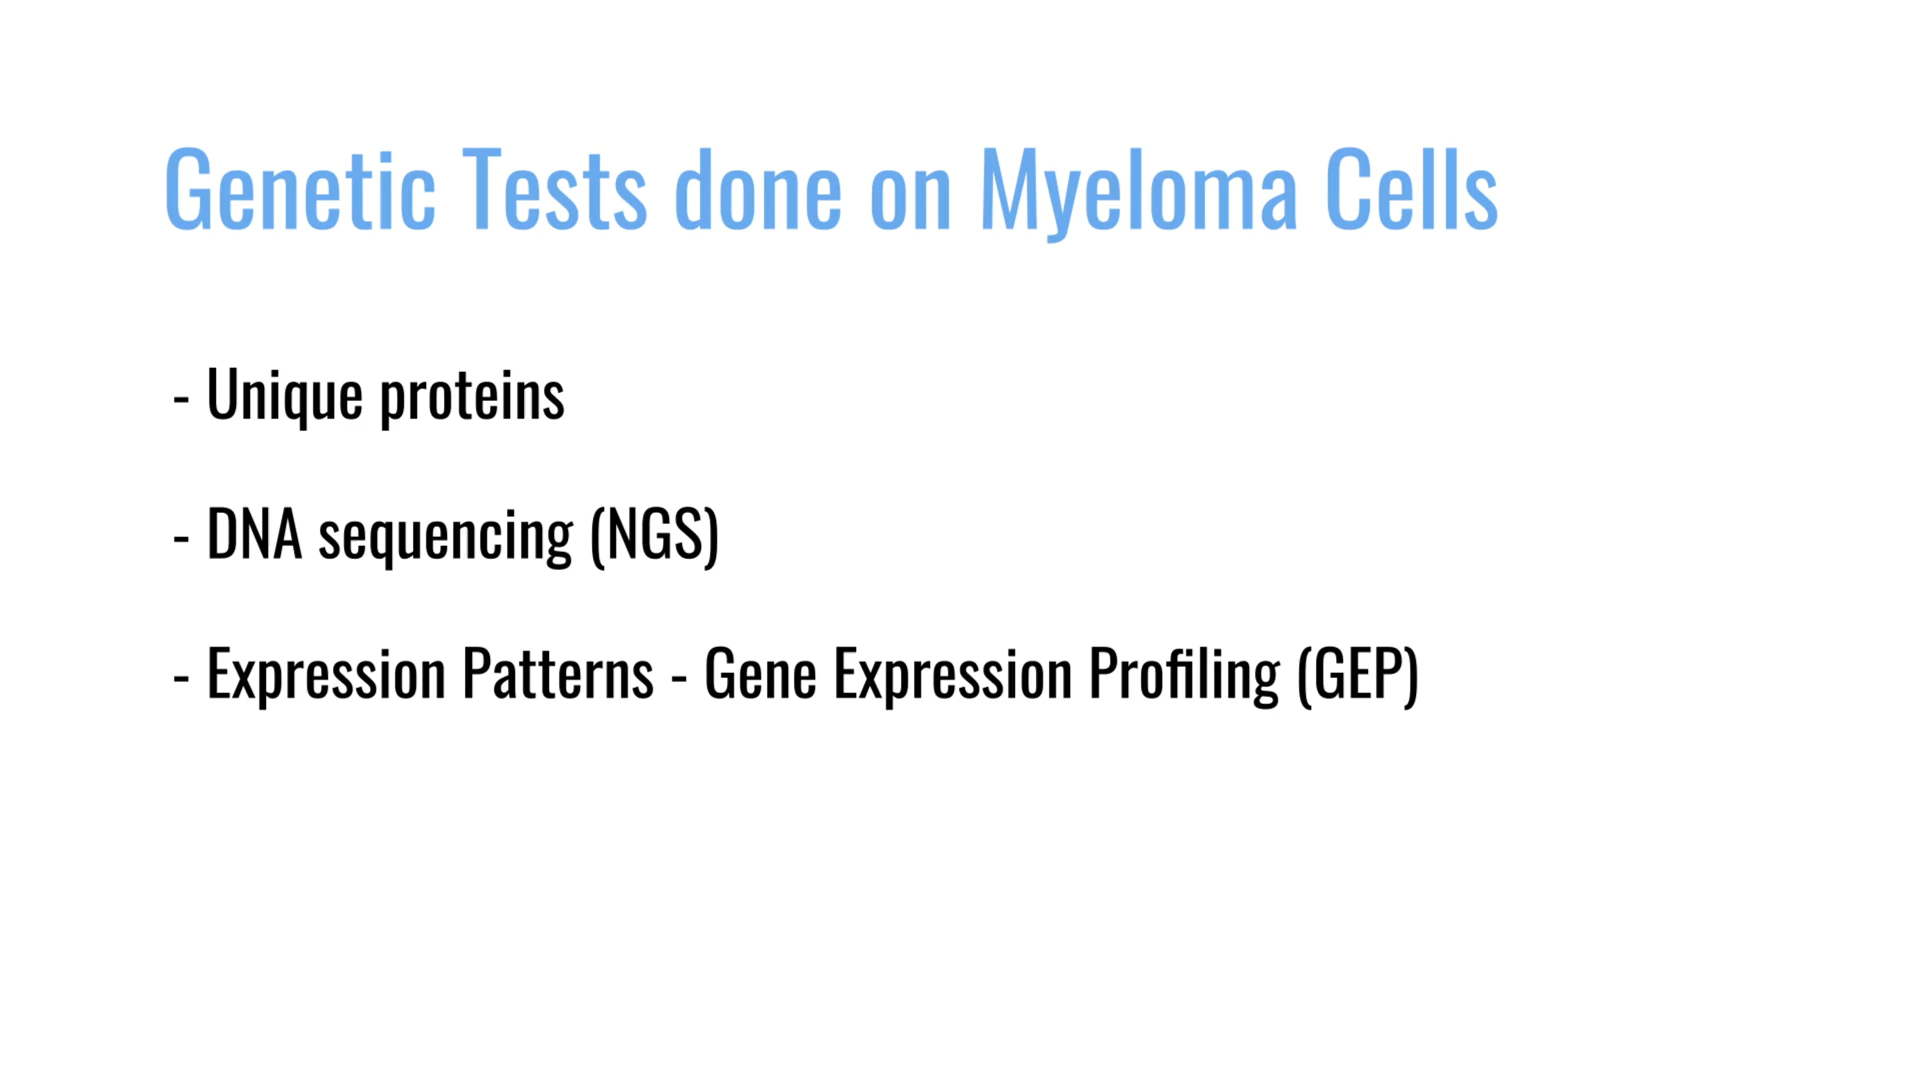 Genetic Tests done on Myeloma Cells
- Unique proteins
- DNA sequencing (NGS)
- Expression Patterns - Gene Expression Profiling (GEP)